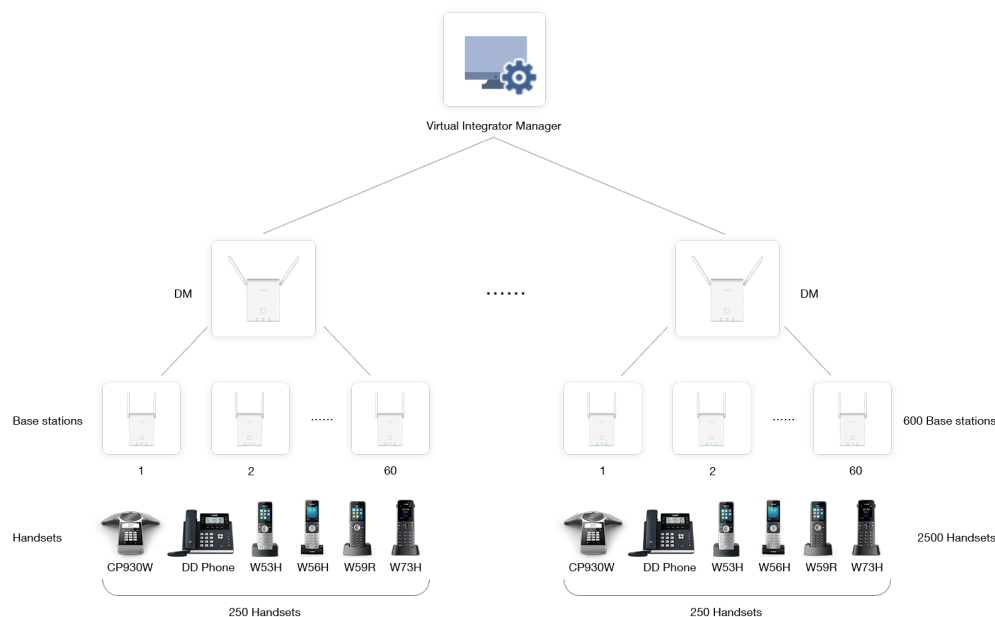 Virtual Integrator Manager
DM
······
DM
Base stations
······
······
600 Base stations
1
2
60
1
2
60
Handsets
2500 Handsets
CP930W
DD Phone
W53H
W56H
W59R
W73H
CP930W
DD Phone
W53H
W56H
W59R
W73H
250 Handsets
250 Handsets